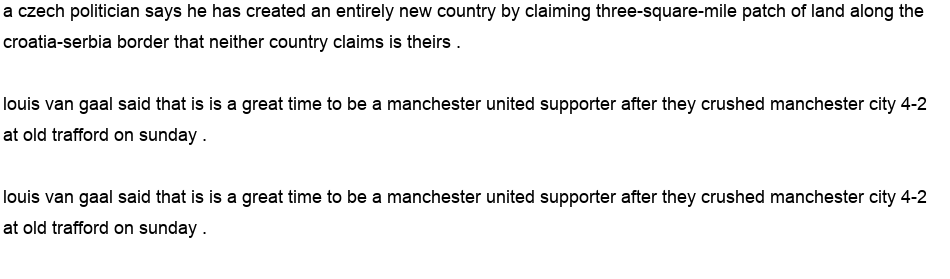 a czech politician says he has created an entirely new country by claiming three-square-mile patch of land along the
croatia-serbia border that neither country claims is theirs .
louis van gaal said that is is a great time to be a manchester united supporter after they crushed manchester city 4-2
at old trafford on sunday .
louis van gaal said that is is a great time to be a manchester united supporter after they crushed manchester city 4-2
at old trafford on sunday .